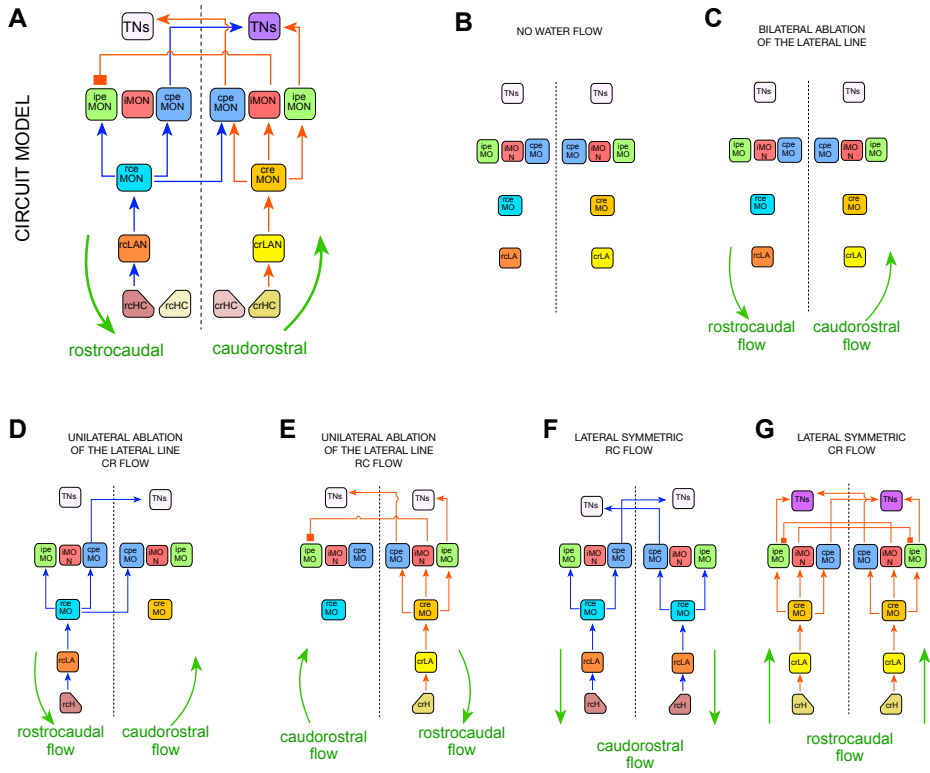 A
CIRCUIT MODEL
TNs TNs
ipe MON iMON cpe MON cpe MON iMON ipe MON
rce MON cre MON
rcLAN crLAN
rcHC rcHC crHC crHC
rostrocaudal caudorostral
B
NO WATER FLOW
TNs TNs
ipe MO iMO N cpe MO cpe MO iMO N ipe MO
rce MO cre MO
rcLA crLA
C
BILATERAL ABLATION
OF THE LATERAL LINE
TNs TNs
ipe MO iMO N cpe MO cpe MO iMO N ipe MO
rce MO cre MO
rcLA crLA
rostrocaudal caudorostral
flow flow
D
UNILATERAL ABLATION
OF THE LATERAL LINE
CR FLOW
TNs TNs
ipe MO iMO N cpe MO cpe MO iMO N ipe MO
rce MO cre MO
rcLA
rcH
rostrocaudal caudorostral
flow flow
E
UNILATERAL ABLATION
OF THE LATERAL LINE
RC FLOW
TNs TNs
ipe MO iMO N cpe MO cpe MO iMO N ipe MO
rce MO cre MO
crLA
crH
caudorostral rostrocaudal
flow flow
F
LATERAL SYMMETRIC
RC FLOW
TNs TNs
ipe MO iMO N cpe MO cpe MO iMO N ipe MO
rce MO rce MO
rcLA rcLA
rcH rcH
caudorostral
flow
G
LATERAL SYMMETRIC
CR FLOW
TNs TNs
ipe MO iMO N cpe MO cpe MO iMO N ipe MO
cre MO cre MO
crLA crLA
crH crH
rostrocaudal
flow